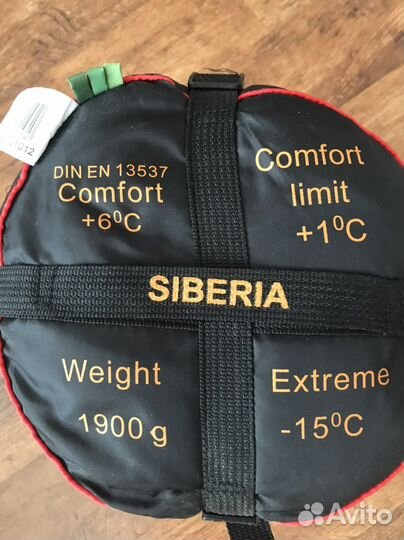 DIN EN 13537
Comfort
+6⁰C
Comfort
limit
+1⁰C
SIBERIA
Weight
1900 g
Extreme
-15⁰C
Avito